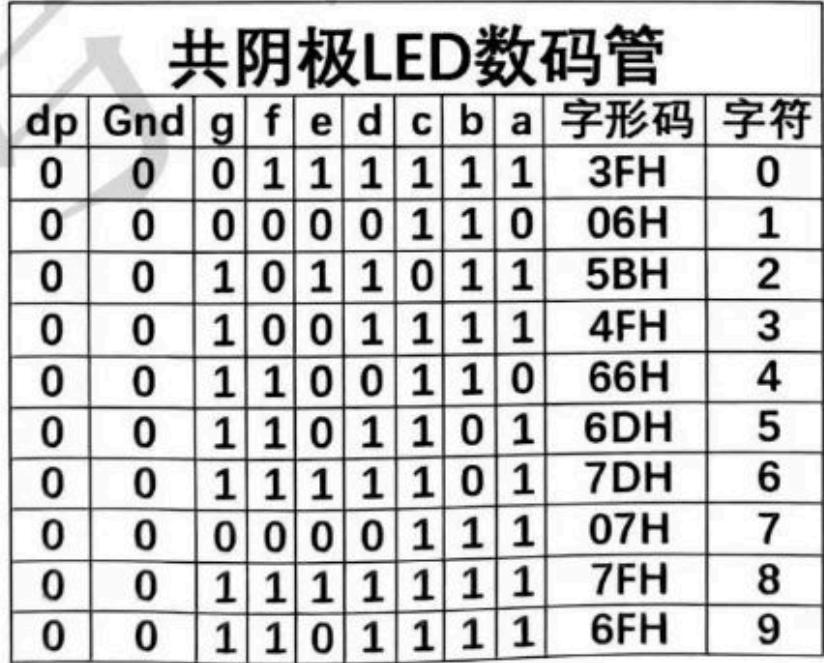 共阴极LED数码管
dp Gnd g f e d c b a 字形码 字符
0 0 0 1 1 1 1 1 1 3FH 0
0 0 0 0 0 0 1 1 0 06H 1
0 0 1 0 1 1 0 1 1 5BH 2
0 0 1 0 0 1 1 1 1 4FH 3
0 0 1 1 0 0 1 1 0 66H 4
0 0 1 1 0 1 1 0 1 6DH 5
0 0 1 1 1 1 1 0 1 7DH 6
0 0 0 0 0 0 1 1 1 07H 7
0 0 1 1 1 1 1 1 1 7FH 8
0 0 1 1 0 1 1 1 1 6FH 9